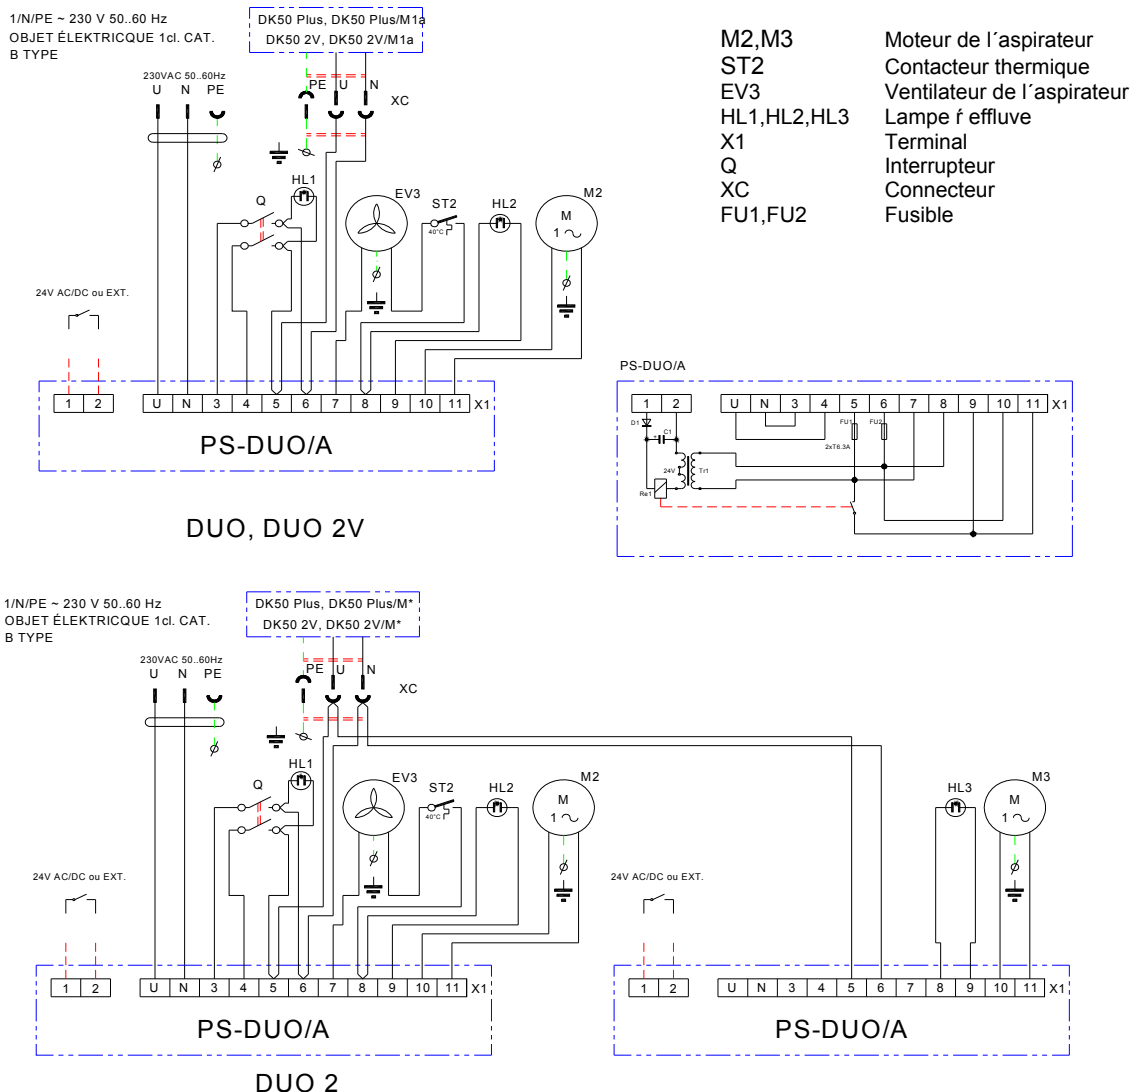 1/N/PE ~ 230 V 50..60 Hz
OBJET ÉLEKTRICQUE 1cl. CAT.
B TYPE
DK50 Plus, DK50 Plus/M1a
DK50 2V, DK50 2V/M1a
230VAC 50..60Hz
U N PE
PE U N
XC
Q
HL1
EV3
ST2
40°C
HL2
M2
M
1
24V AC/DC ou EXT.
1 2
U N 3 4 5 6 7 8 9 10 11 X1
PS-DUO/A
DUO, DUO 2V
M2,M3 Moteur de l´aspirateur
ST2 Contacteur thermique
EV3 Ventilateur de l´aspirateur
HL1,HL2,HL3 Lampe ŕ effluve
X1 Terminal
Q Interrupteur
XC Connecteur
FU1,FU2 Fusible
PS-DUO/A
1 2
U N 3 4 5 6 7 8 9 10 11 X1
D1
+ C1
FU1 FU2
2xT6.3A
24V Tr1
Re1
1/N/PE ~ 230 V 50..60 Hz
OBJET ÉLEKTRICQUE 1cl. CAT.
B TYPE
DK50 Plus, DK50 Plus/M*
DK50 2V, DK50 2V/M*
230VAC 50..60Hz
U N PE
PE U N
XC
Q
HL1
EV3
ST2
40°C
HL2
M2
M
1
HL3
M3
M
1
24V AC/DC ou EXT.
24V AC/DC ou EXT.
1 2
U N 3 4 5 6 7 8 9 10 11 X1
1 2
U N 3 4 5 6 7 8 9 10 11 X1
PS-DUO/A
PS-DUO/A
DUO 2